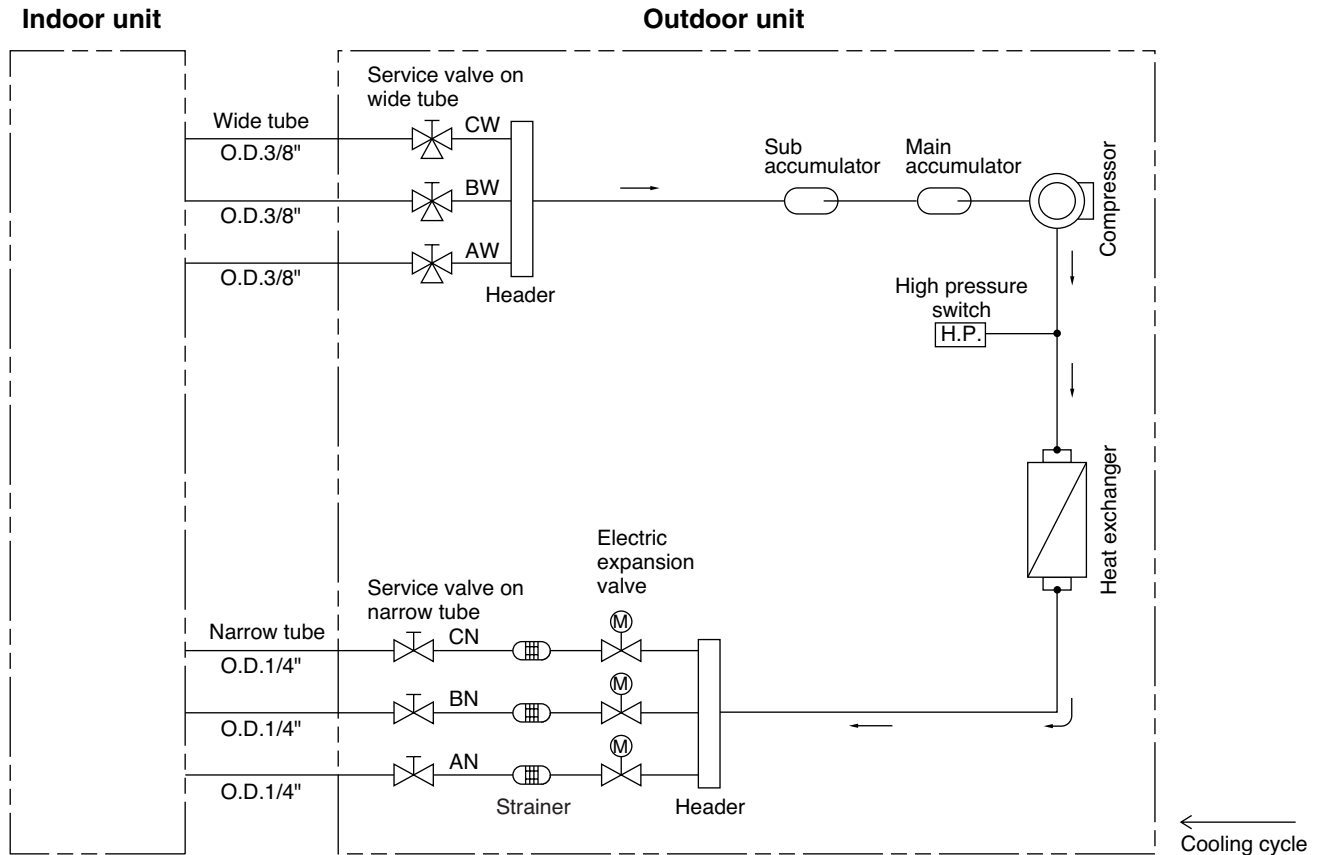 Indoor unit
Outdoor unit
Service valve on
wide tube
Wide tube
O.D.3/8"
CW
O.D.3/8"
BW
O.D.3/8"
AW
Header
Sub
accumulator
Main
accumulator
Compressor
High pressure
switch
H.P.
Heat exchanger
Electric
expansion
valve
Service valve on
narrow tube
Narrow tube
O.D.1/4"
CN
M
O.D.1/4"
BN
M
O.D.1/4"
AN
M
Strainer
Header
Cooling cycle